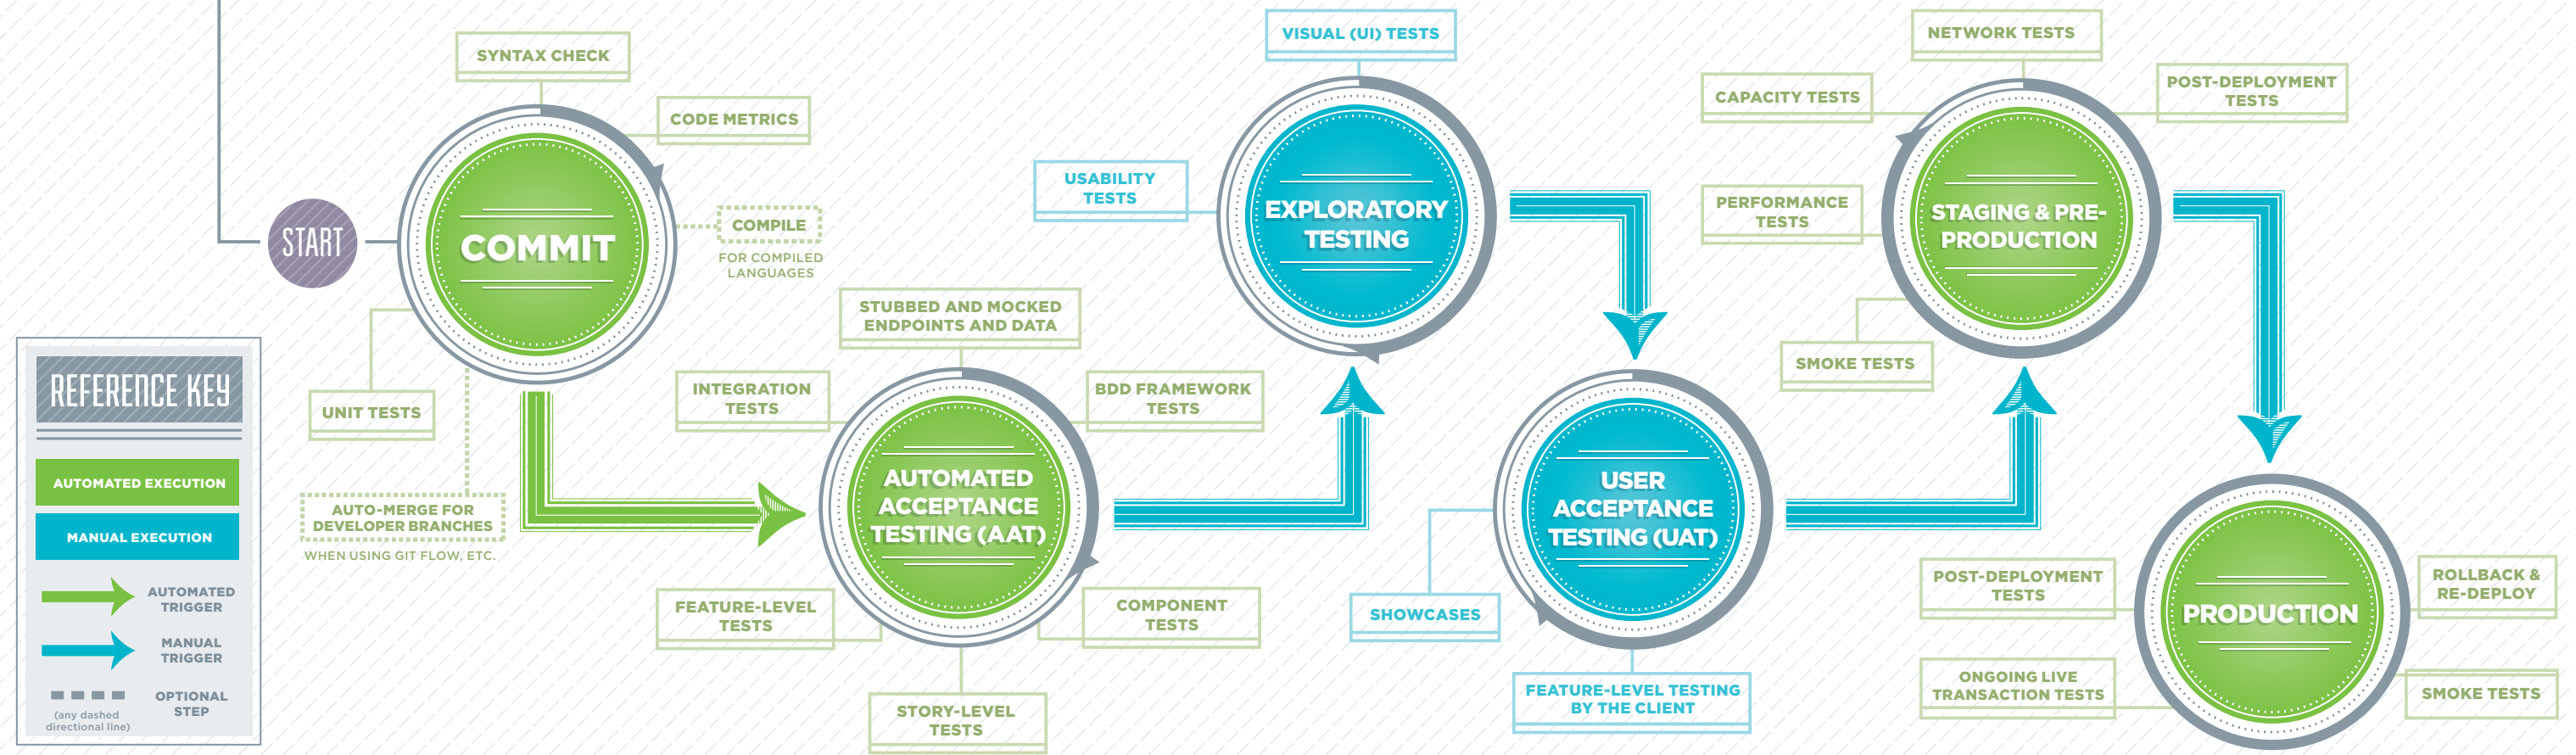 START
SYNTAX CHECK
CODE METRICS
COMMIT
COMPILE
FOR COMPILED
LANGUAGES
UNIT TESTS
AUTO-MERGE FOR
DEVELOPER BRANCHES
WHEN USING GIT FLOW, ETC.
REFERENCE KEY
AUTOMATED EXECUTION
MANUAL EXECUTION
AUTOMATED
TRIGGER
MANUAL
TRIGGER
OPTIONAL
STEP
(any dashed
directional line)
STUBBED AND MOCKED
ENDPOINTS AND DATA
INTEGRATION
TESTS
BDD FRAMEWORK
TESTS
AUTOMATED
ACCEPTANCE
TESTING (AAT)
FEATURE-LEVEL
TESTS
COMPONENT
TESTS
STORY-LEVEL
TESTS
VISUAL (UI) TESTS
USABILITY
TESTS
EXPLORATORY
TESTING
USER
ACCEPTANCE
TESTING (UAT)
SHOWCASES
FEATURE-LEVEL TESTING
BY THE CLIENT
NETWORK TESTS
CAPACITY TESTS
POST-DEPLOYMENT
TESTS
PERFORMANCE
TESTS
STAGING & PRE-
PRODUCTION
SMOKE TESTS
POST-DEPLOYMENT
TESTS
ROLLBACK &
RE-DEPLOY
PRODUCTION
ONGOING LIVE
TRANSACTION TESTS
SMOKE TESTS